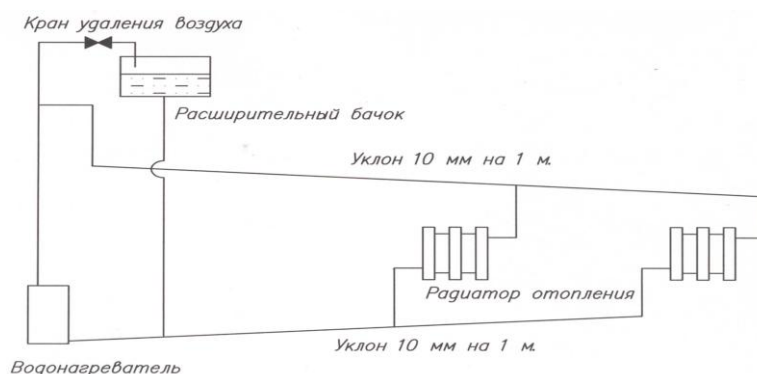 Кран удаления воздуха
Расширительный бачок
Уклон 10 мм на 1 м.
Радиатор отопления
Уклон 10 мм на 1 м.
Водонагреватель